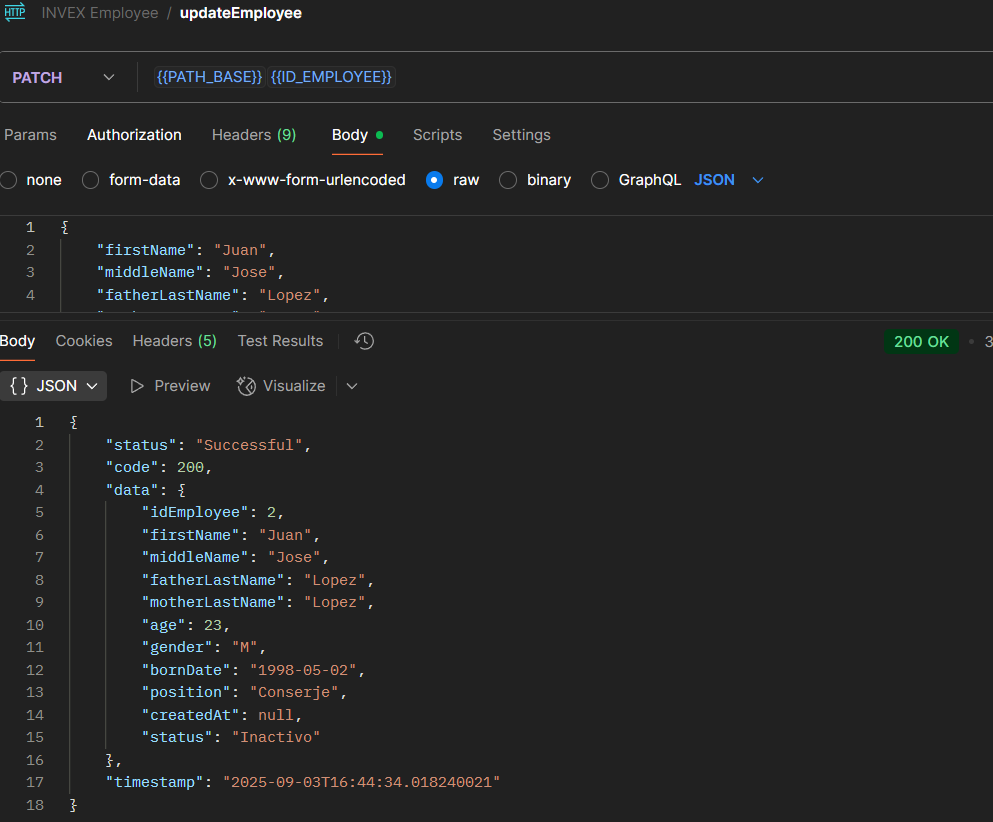 HTTP INVEX Employee / updateEmployee
PATCH {{PATH_BASE}} {{ID_EMPLOYEE}}
Params Authorization Headers (9) Body Scripts Settings
none form-data x-www-form-urlencoded raw binary GraphQL JSON
1 {
2 "firstName": "Juan",
3 "middleName": "Jose",
4 "fatherLastName": "Lopez",
Body Cookies Headers (5) Test Results 200 OK • 3
{} JSON Preview Visualize
1 {
2 "status": "Successful",
3 "code": 200,
4 "data": {
5 "idEmployee": 2,
6 "firstName": "Juan",
7 "middleName": "Jose",
8 "fatherLastName": "Lopez",
9 "motherLastName": "Lopez",
10 "age": 23,
11 "gender": "M",
12 "bornDate": "1998-05-02",
13 "position": "Conserje",
14 "createdAt": null,
15 "status": "Inactivo"
16 },
17 "timestamp": "2025-09-03T16:44:34.018240021"
18 }